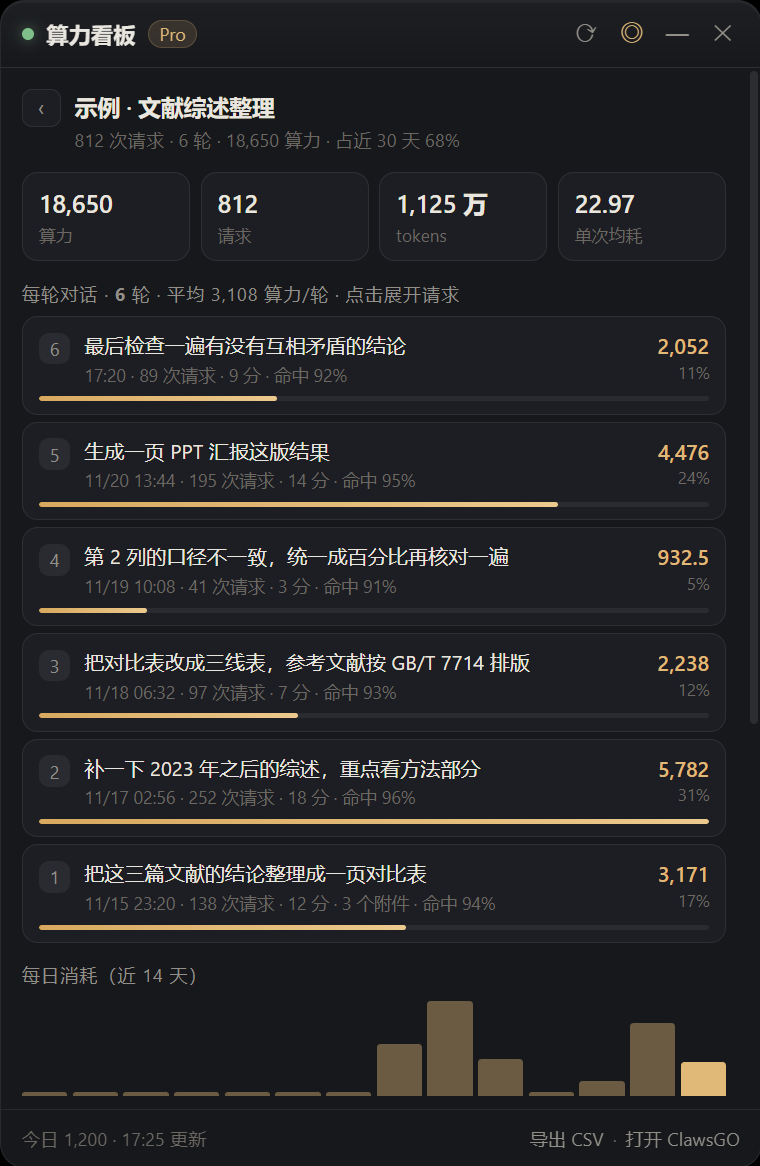 算力看板 Pro
‹ 示例 · 文献综述整理
812 次请求 · 6 轮 · 18,650 算力 · 占近 30 天 68%
18,650 812 1,125 万 22.97
算力 请求 tokens 单次均耗
每轮对话 · 6 轮 · 平均 3,108 算力/轮 · 点击展开请求
6 最后检查一遍有没有互相矛盾的结论 2,052
17:20 · 89 次请求 · 9 分 · 命中 92% 11%
5 生成一页 PPT 汇报这版结果 4,476
11/20 13:44 · 195 次请求 · 14 分 · 命中 95% 24%
4 第 2 列的口径不一致，统一成百分比再核对一遍 932.5
11/19 10:08 · 41 次请求 · 3 分 · 命中 91% 5%
3 把对比表改成三线表，参考文献按 GB/T 7714 排版 2,238
11/18 06:32 · 97 次请求 · 7 分 · 命中 93% 12%
2 补一下 2023 年之后的综述，重点看方法部分 5,782
11/17 02:56 · 252 次请求 · 18 分 · 命中 96% 31%
1 把这三篇文献的结论整理成一页对比表 3,171
11/15 23:20 · 138 次请求 · 12 分 · 3 个附件 · 命中 94% 17%
每日消耗（近 14 天）
今日 1,200 · 17:25 更新 导出 CSV · 打开 ClawsGO